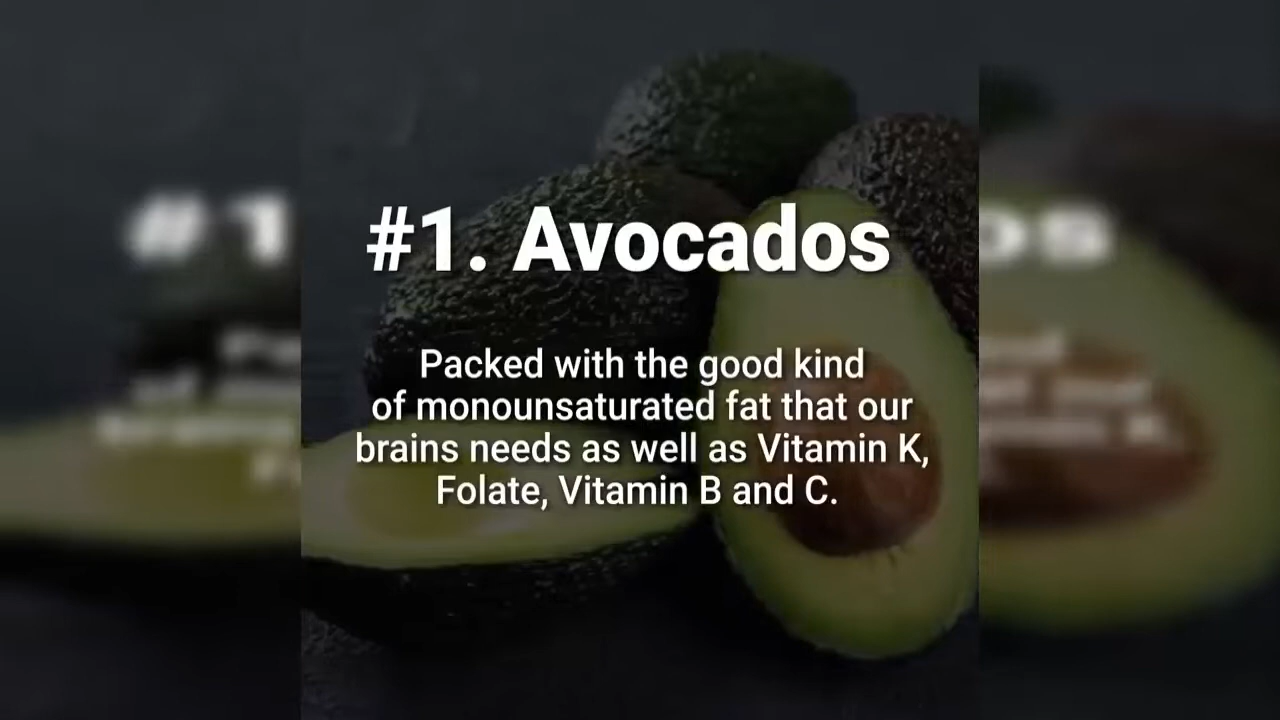 #1. Avocados
Packed with the good kind
of monounsaturated fat that our
brains needs as well as Vitamin K,
Folate, Vitamin B and C.